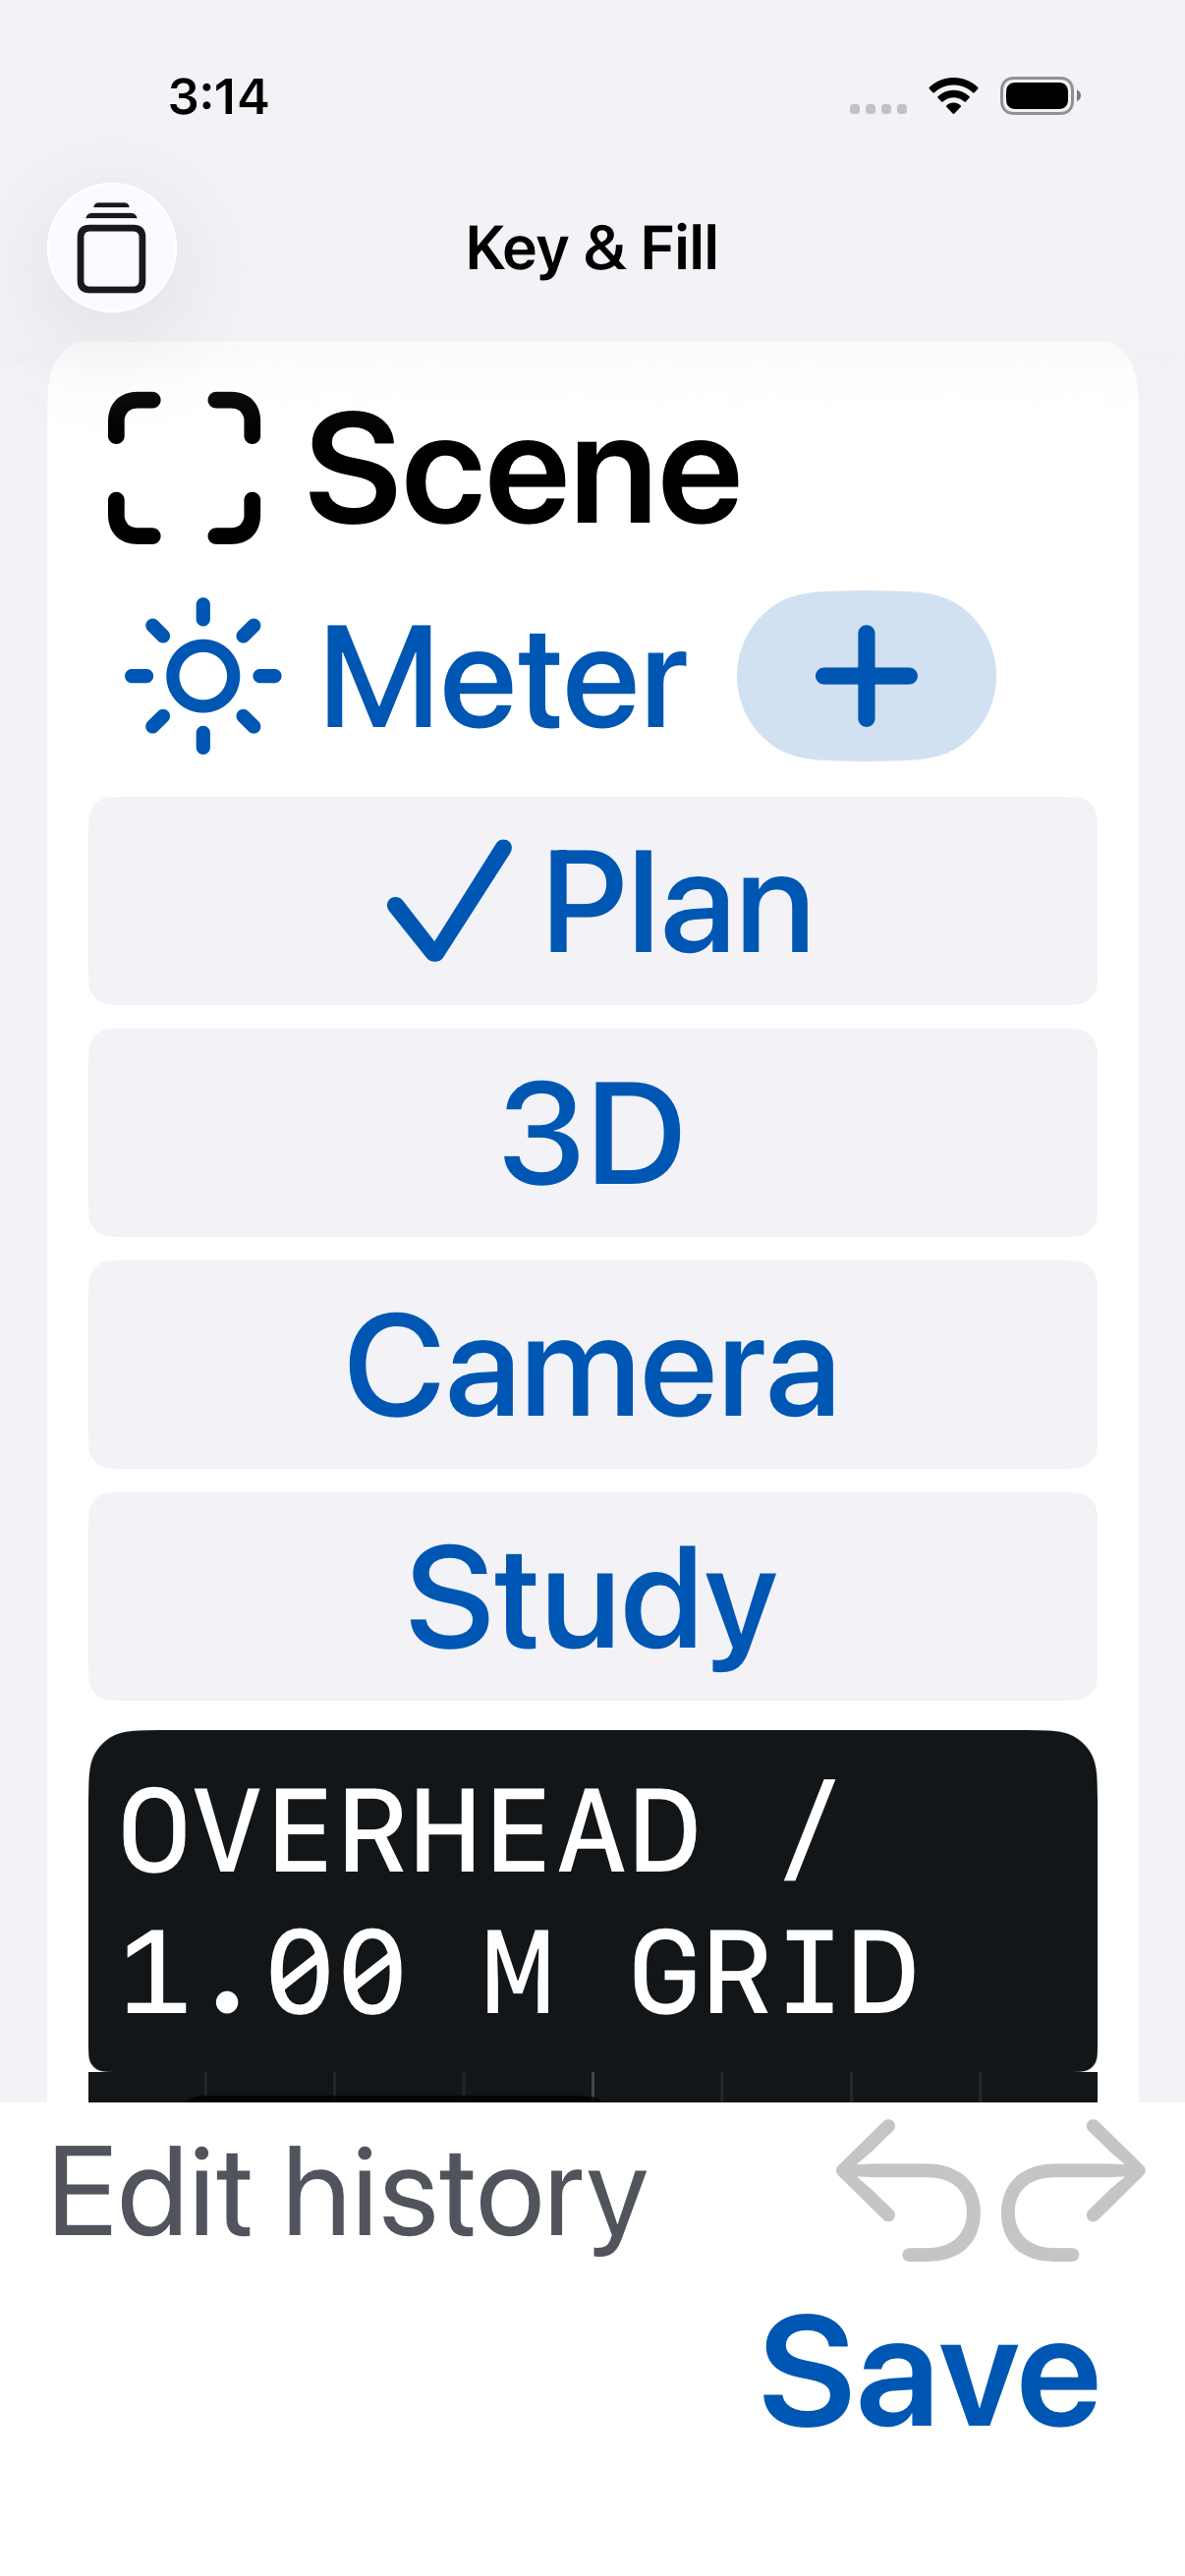 3:14
Key & Fill
Scene
Meter
Plan
3D
Camera
Study
OVERHEAD /
1.00 M GRID
Edit history
Save